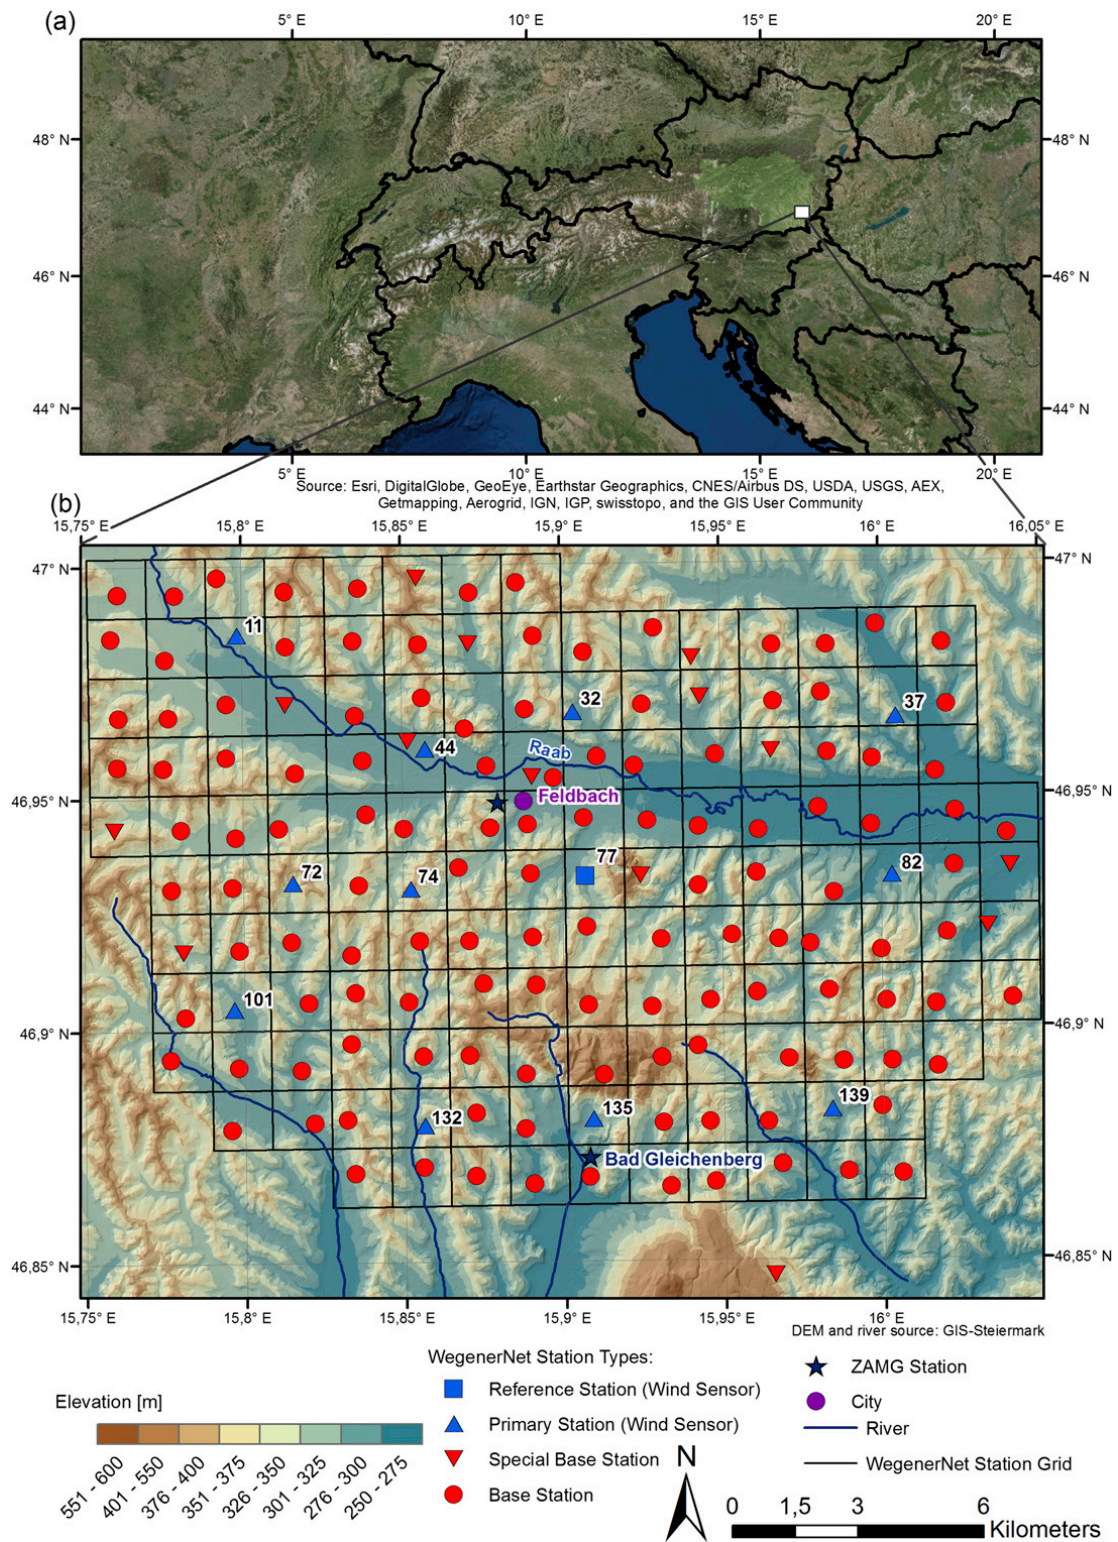 (a)
5° E 10° E 15° E 20° E
48° N 48° N
46° N 46° N
44° N 44° N
5° E 10° E 15° E 20° E
Source: Esri, DigitalGlobe, GeoEye, Earthstar Geographics, CNES/Airbus DS, USDA, USGS, AEX,
Getmapping, Aerogrid, IGN, IGP, swisstopo, and the GIS User Community
(b)
15,75° E 15,8° E 15,85° E 15,9° E 15,95° E 16° E 16,05° E
47° N 47° N
11
32 37
44 Raab
46,95° N Feldbach 46,95° N
72 74 77 82
101
46,9° N 46,9° N
132 135 139
Bad Gleichenberg
46,85° N 46,85° N
15,75° E 15,8° E 15,85° E 15,9° E 15,95° E 16° E
DEM and river source: GIS-Steiermark
WegenerNet Station Types:
Reference Station (Wind Sensor)
Primary Station (Wind Sensor)
Special Base Station
Base Station
ZAMG Station
City
River
WegenerNet Station Grid
Elevation [m]
551 - 600
401 - 550
376 - 400
351 - 375
326 - 350
301 - 325
276 - 300
250 - 275
N
0 1,5 3 6
Kilometers